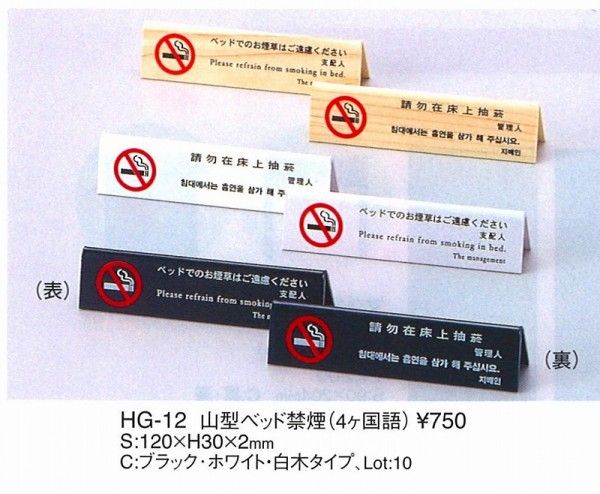 ベッドでのお煙草はご遠慮ください
支配人
Please refrain from smoking in bed.
The
請勿在床上抽菸
管理人
침대에서는 흡연을 삼가 해 주십시요.
지배인
請勿在床上抽菸
管理人
침대에서는 흡연을 삼가 해 주
ベッドでのお煙草はご遠慮ください
支配人
Please refrain from smoking in bed.
The management
(表)
ベッドでのお煙草はご遠慮ください
支配人
Please refrain from smoking
The
請勿在床上抽菸
管理人
침대에서는 흡연을 삼가 해 주십시요.
지배인
(裏)
HG-12 山型ベッド禁煙(4ヶ国語) ¥750
S:120×H30×2mm
C:ブラック・ホワイト・白木タイプ、Lot:10